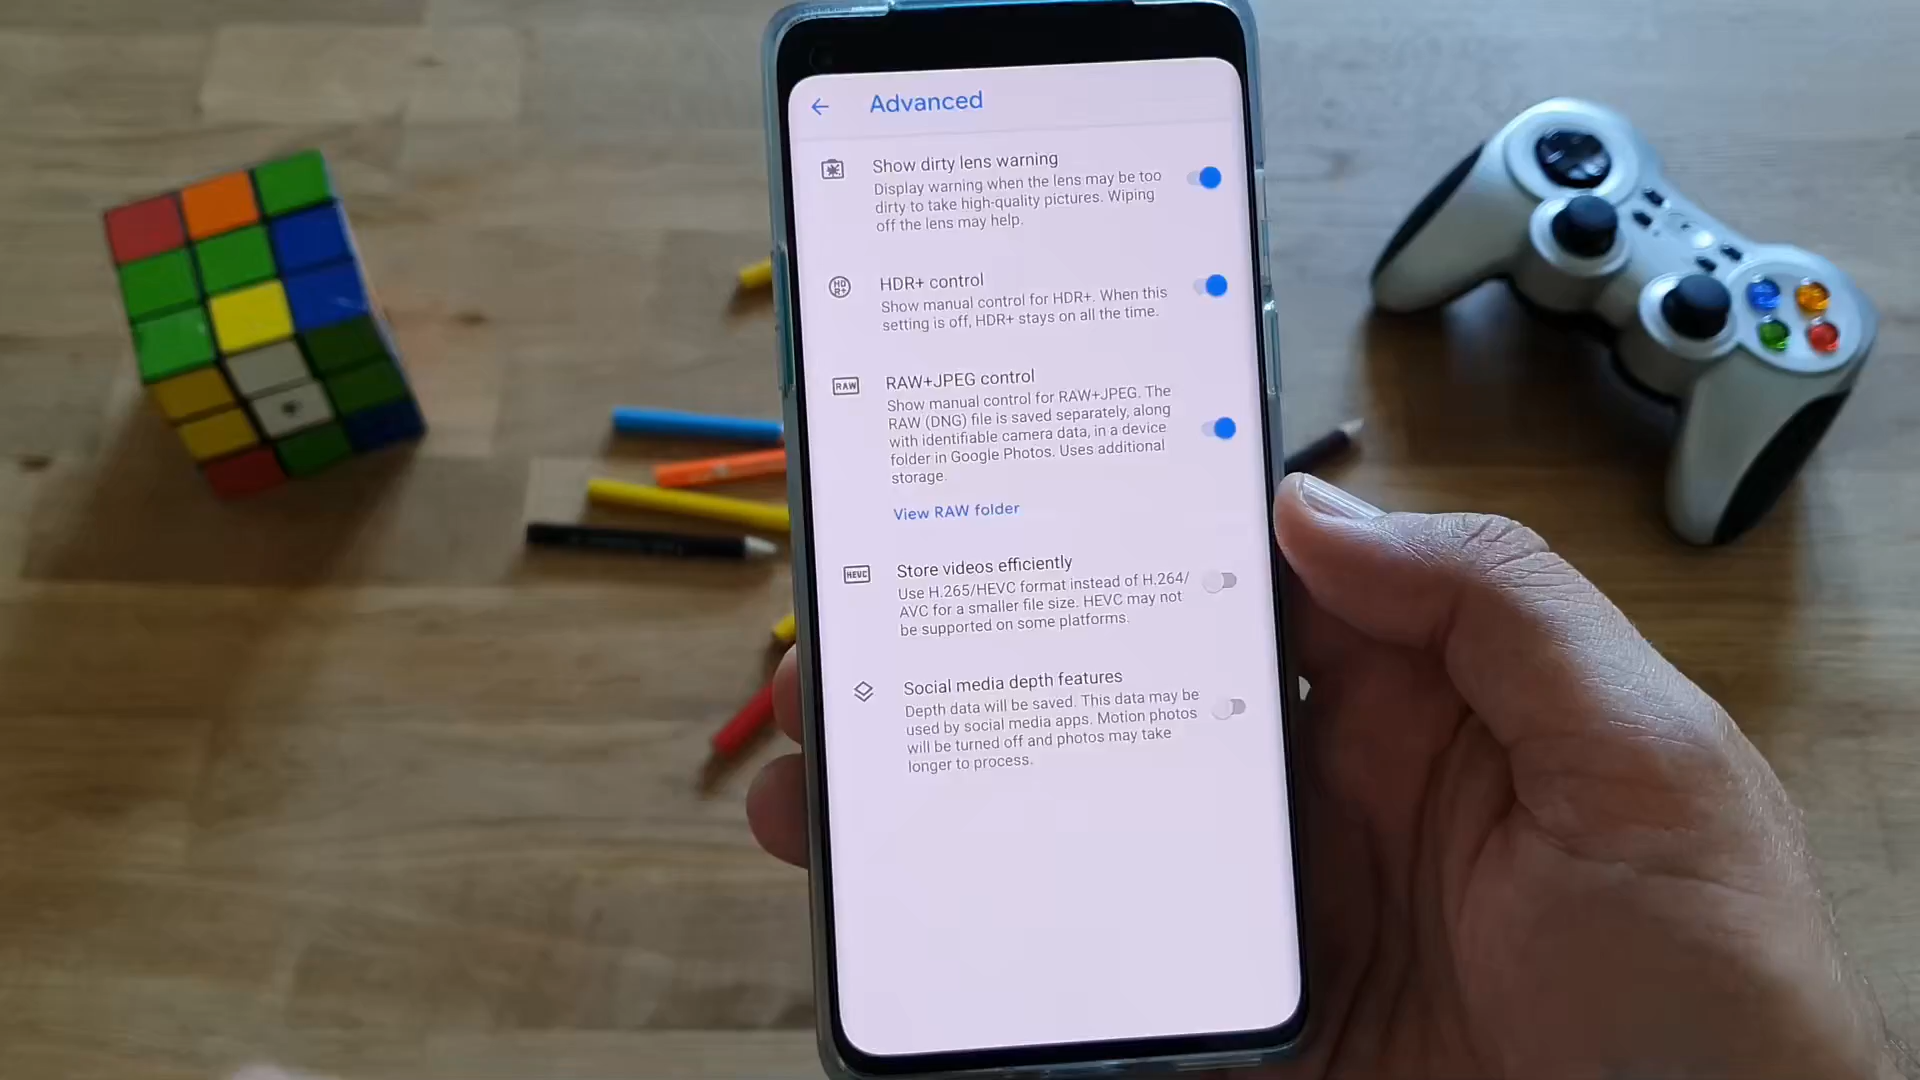 Advanced
Show dirty lens warning
Display warning when the lens may be too
dirty to take high-quality pictures. Wiping
off the lens may help.
HDR+ control
Show manual control for HDR+. When this
setting is off, HDR+ stays on all the time.
RAW
RAW+JPEG control
Show manual control for RAW+JPEG. The
RAW (DNG) file is saved separately, along
with identifiable camera data, in a device
folder in Google Photos. Uses additional
storage.
View RAW folder
HEVC
Store videos efficiently
Use H.265/HEVC format instead of H.264/
AVC for a smaller file size. HEVC may not
be supported on some platforms.
Social media depth features
Depth data will be saved. This data may be
used by social media apps. Motion photos
will be turned off and photos may take
longer to process.